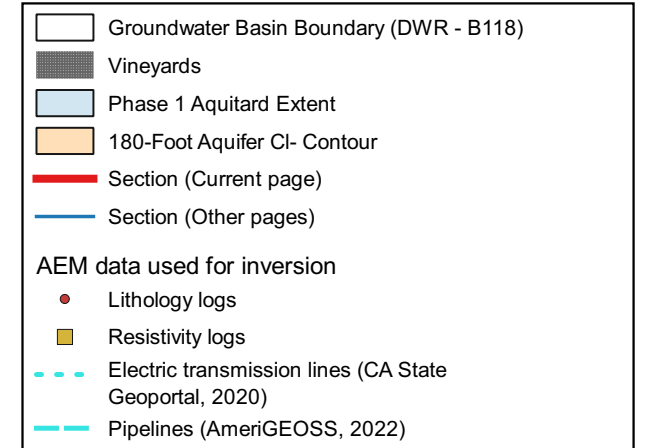 Groundwater Basin Boundary (DWR - B118)
Vineyards
Phase 1 Aquitard Extent
180-Foot Aquifer Cl- Contour
Section (Current page)
Section (Other pages)
AEM data used for inversion
Lithology logs
Resistivity logs
Electric transmission lines (CA State
Geoportal, 2020)
Pipelines (AmeriGEOSS, 2022)